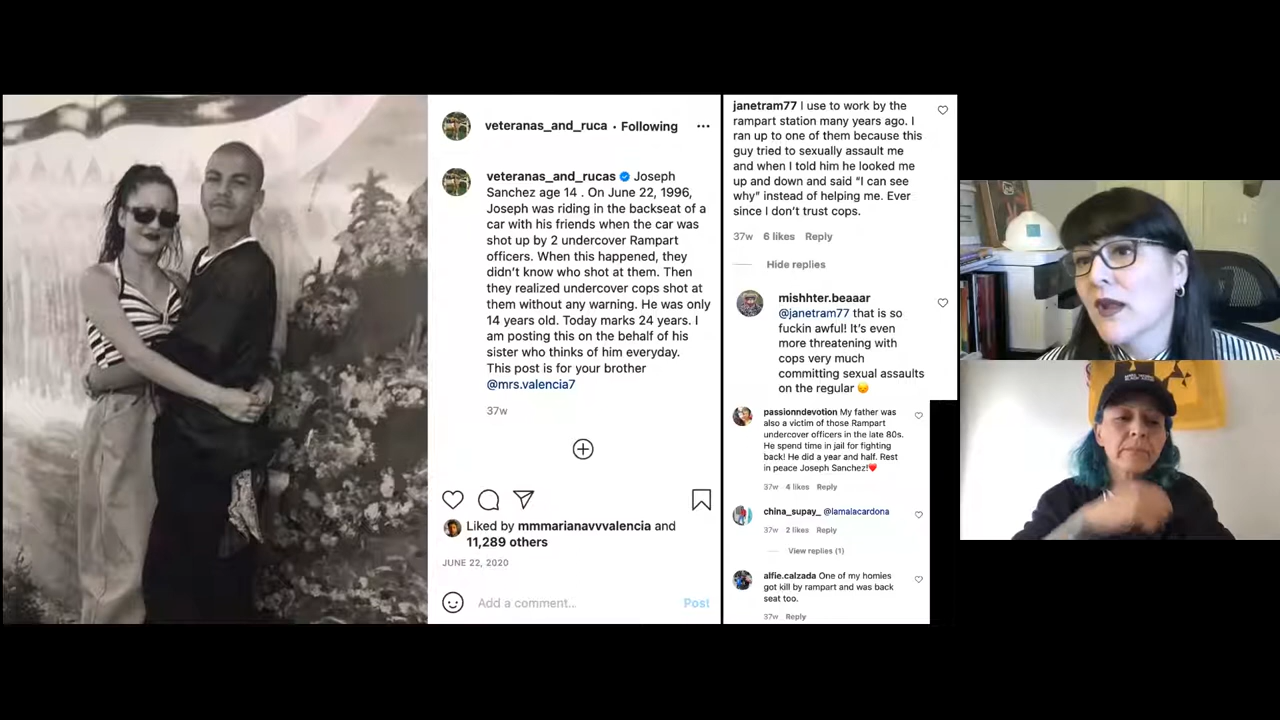 veteranas_and_ruca • Following •••
veteranas_and_rucas Joseph
Sanchez age 14 . On June 22, 1996,
Joseph was riding in the backseat of a
car with his friends when the car was
shot up by 2 undercover Rampart
officers. When this happened, they
didn't know who shot at them. Then
they realized undercover cops shot at
them without any warning. He was only
14 years old. Today marks 24 years. I
am posting this on the behalf of his
sister who thinks of him everyday.
This post is for your brother
@mrs.valencia7
37w
Liked by mmmarianavvvalencia and
11,289 others
JUNE 22, 2020
Add a comment... Post
janetram77 I use to work by the
rampart station many years ago. I
ran up to one of them because this
guy tried to sexually assault me
and when I told him he looked me
up and down and said “I can see
why” instead of helping me. Ever
since I don’t trust cops.
37w 6 likes Reply
Hide replies
mishhter.beaaar
@janetram77 that is so
fuckin awful! It’s even
more threatening with
cops very much
committing sexual assaults
on the regular 😞
passionndevotion My father was
also a victim of those Rampart
undercover officers in the late 80s.
He spend time in jail for fighting
back! He did a year and half. Rest
in peace Joseph Sanchez!❤️
37w 4 likes Reply
china_supay_ @lamalacardona
37w 2 likes Reply
View replies (1)
alfie.calzada One of my homies
got kill by rampart and was back
seat too.
37w Reply